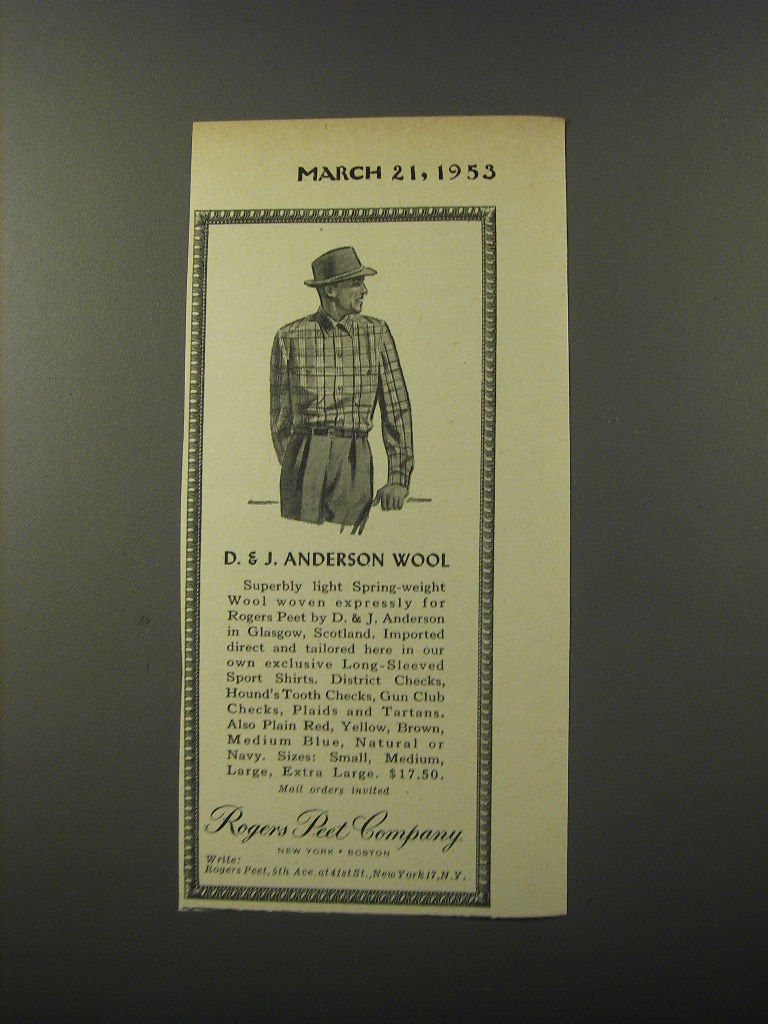 MARCH 21, 1953
D. & J. ANDERSON WOOL
Superbly light Spring-weight
Wool woven expressly for
Rogers Peet by D. & J. Anderson
in Glasgow, Scotland. Imported
direct and tailored here in our
own exclusive Long-Sleeved
Sport Shirts. District Checks,
Hound's Tooth Checks, Gun Club
Checks, Plaids and Tartans.
Also Plain Red, Yellow, Brown,
Medium Blue, Natural or
Navy. Sizes: Small, Medium,
Large, Extra Large. $17.50.
Mail orders invited
Rogers Peet Company
NEW YORK • BOSTON
Write:
Rogers Peet, 5th Ave. at 41st St., New York 17, N.Y.